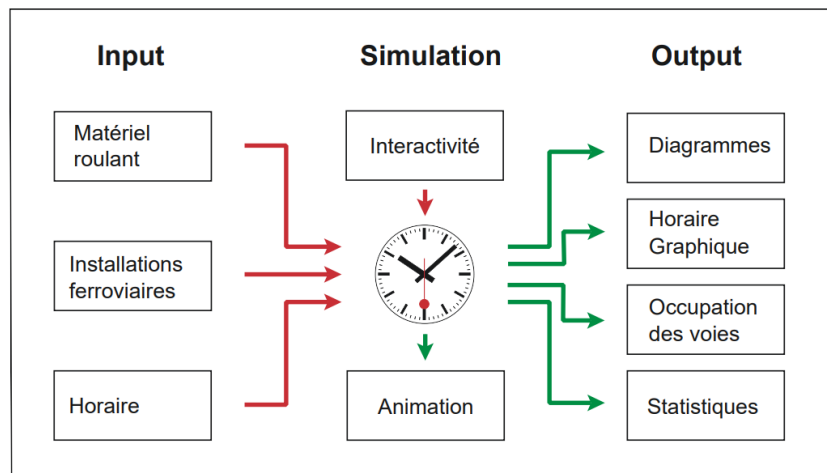 Input
Simulation
Output
Matériel
roulant
Installations
ferroviaires
Horaire
Interactivité
Animation
Diagrammes
Horaire
Graphique
Occupation
des voies
Statistiques